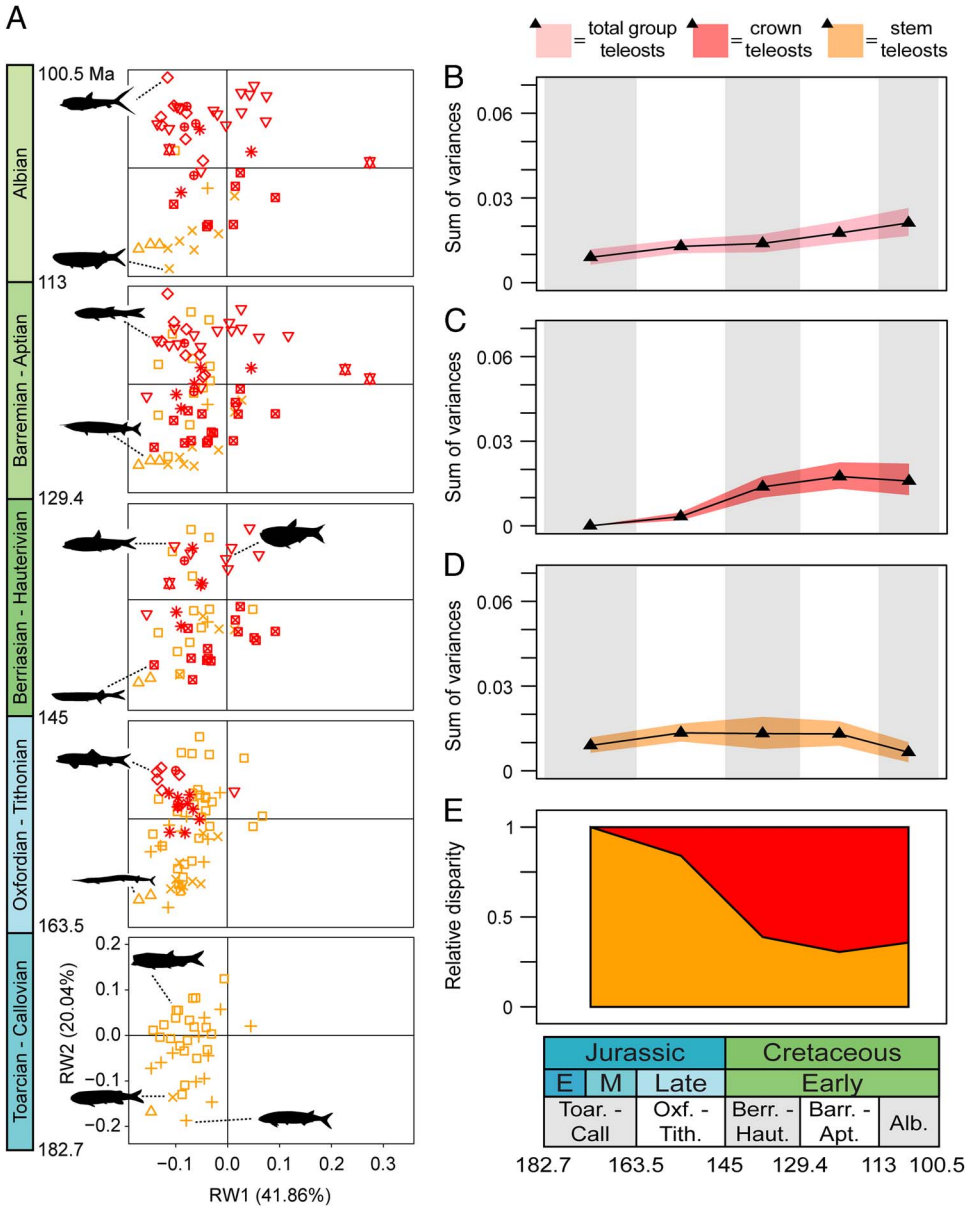 A
= total group teleosts = crown teleosts = stem teleosts
100.5 Ma
Albian
113
Barremian - Aptian
129.4
Berriasian - Hauterivian
145
Oxfordian - Tithonian
163.5
Toarcian - Callovian
182.7
RW2 (20.04%)
0.2
0.1
0.0
−0.1
−0.2
−0.1 0.0 0.1 0.2 0.3
RW1 (41.86%)
B
Sum of variances
0.06
0.03
0
C
Sum of variances
0.06
0.03
0
D
Sum of variances
0.06
0.03
0
E
Relative disparity
1
0.5
0
Jurassic Cretaceous
E M Late Early
Toar. - Oxf. - Berr. - Barr. - Alb.
Call Tith. Haut. Apt.
182.7 163.5 145 129.4 113 100.5